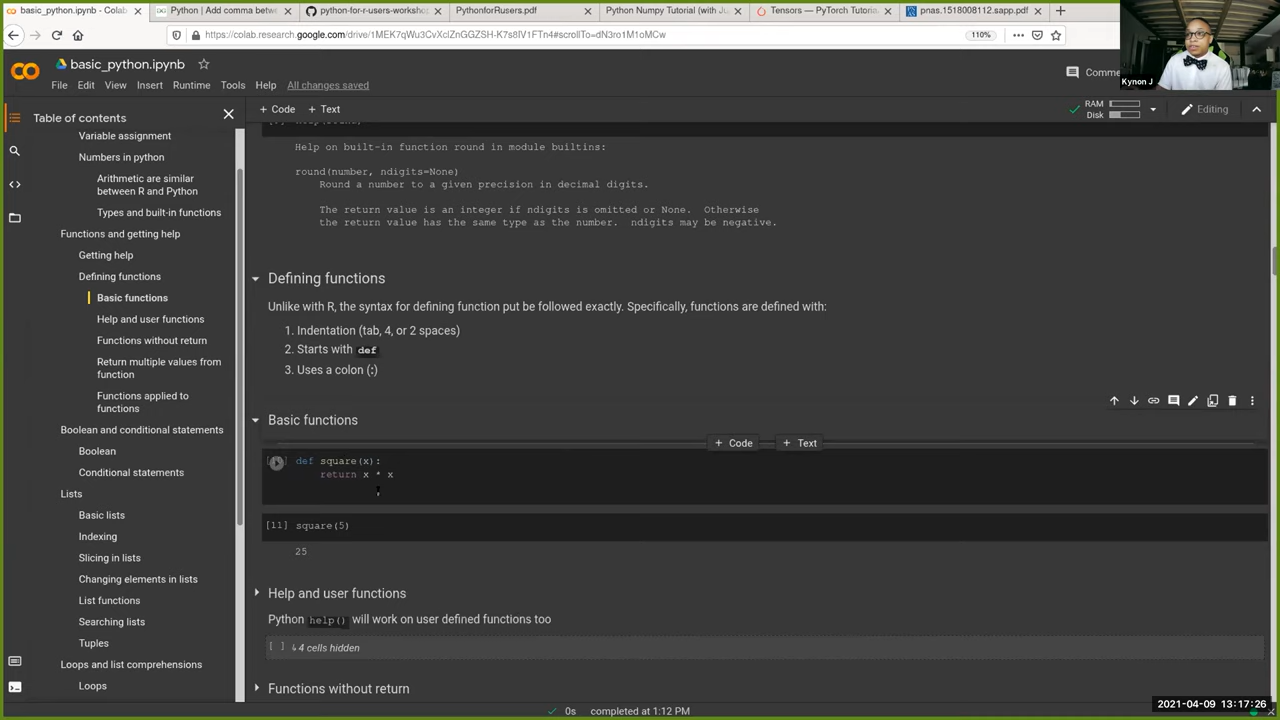 basic_python.ipynb - Colab
Python | Add comma betwe
python-for-r-users-worksho
PythonforRusers.pdf
Python Numpy Tutorial (with Ju
Tensors — PyTorch Tutorial
pnas.1518008112.sapp.pdf
https://colab.research.google.com/drive/1MEK7qWu3CvXclZnGGZSH-K7s8IV1FTn4#scrollTo=dN3ro1M1oMCw
110%
Kynon J
basic_python.ipynb
File Edit View Insert Runtime Tools Help All changes saved
Comme
+ Code + Text
RAM
Disk
Editing
Table of contents
Variable assignment
Numbers in python
Arithmetic are similar
between R and Python
Types and built-in functions
Functions and getting help
Getting help
Defining functions
Basic functions
Help and user functions
Functions without return
Return multiple values from
function
Functions applied to
functions
Boolean and conditional statements
Boolean
Conditional statements
Lists
Basic lists
Indexing
Slicing in lists
Changing elements in lists
List functions
Searching lists
Tuples
Loops and list comprehensions
Loops
Help on built-in function round in module builtins:
round(number, ndigits=None)
Round a number to a given precision in decimal digits.
The return value is an integer if ndigits is omitted or None. Otherwise
the return value has the same type as the number. ndigits may be negative.
Defining functions
Unlike with R, the syntax for defining function put be followed exactly. Specifically, functions are defined with:
1. Indentation (tab, 4, or 2 spaces)
2. Starts with def
3. Uses a colon (:)
Basic functions
+ Code + Text
def square(x):
return x * x
[11] square(5)
25
Help and user functions
Python help() will work on user defined functions too
[ ] ↳ 4 cells hidden
Functions without return
0s completed at 1:12 PM
2021-04-09 13:17:26